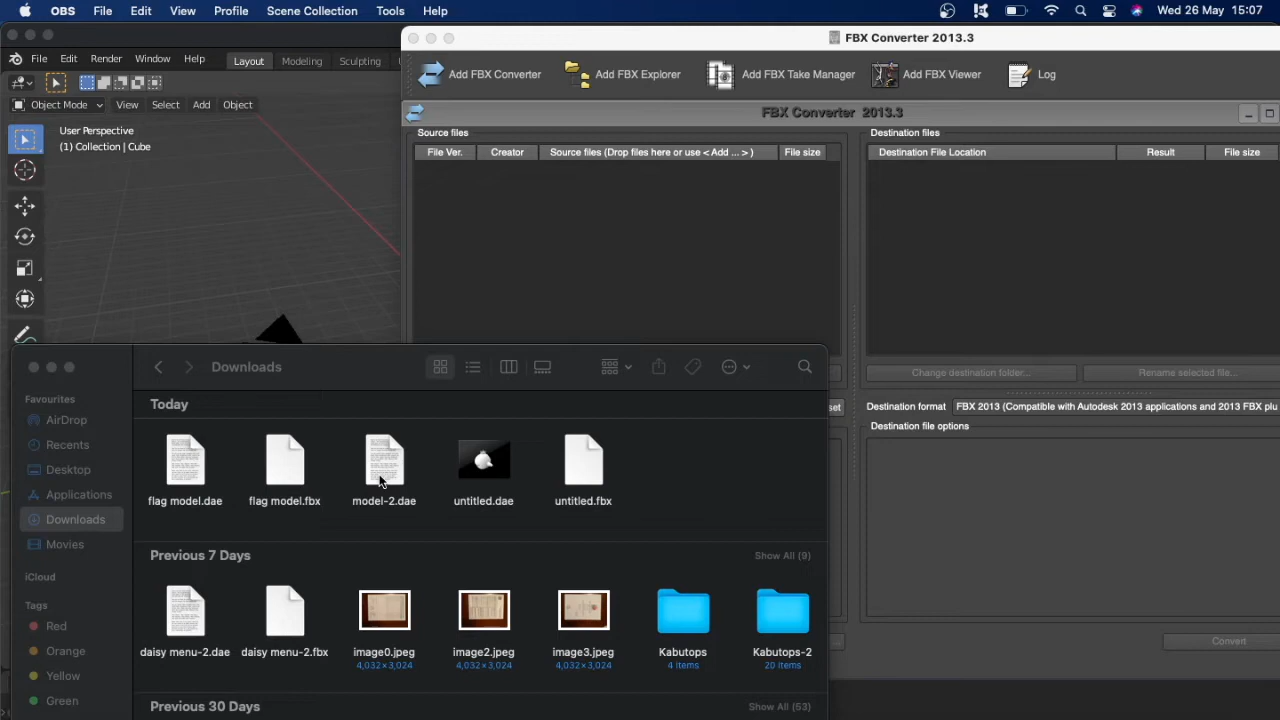 OBS File Edit View Profile Scene Collection Tools Help Wed 26 May 15:07
FBX Converter 2013.3
File Edit Render Window Help Layout Modeling Sculpting
Add FBX Converter Add FBX Explorer Add FBX Take Manager Add FBX Viewer Log
Object Mode View Select Add Object
FBX Converter 2013.3
User Perspective
(1) Collection | Cube
Source files
File Ver. Creator Source files (Drop files here or use < Add ... > ) File size
Destination files
Destination File Location Result File size
Change destination folder... Rename selected file...
set
Destination format FBX 2013 (Compatible with Autodesk 2013 applications and 2013 FBX plu
Destination file options
Convert
Downloads
Favourites
AirDrop
Recents
Desktop
Applications
Downloads
Movies
iCloud
Tags
Red
Orange
Yellow
Green
Today
flag model.dae flag model.fbx model-2.dae untitled.dae untitled.fbx
Previous 7 Days Show All (9)
daisy menu-2.dae daisy menu-2.fbx image0.jpeg image2.jpeg image3.jpeg Kabutops Kabutops-2
4,032×3,024 4,032×3,024 4,032×3,024 4 items 20 items
Previous 30 Days Show All (53)